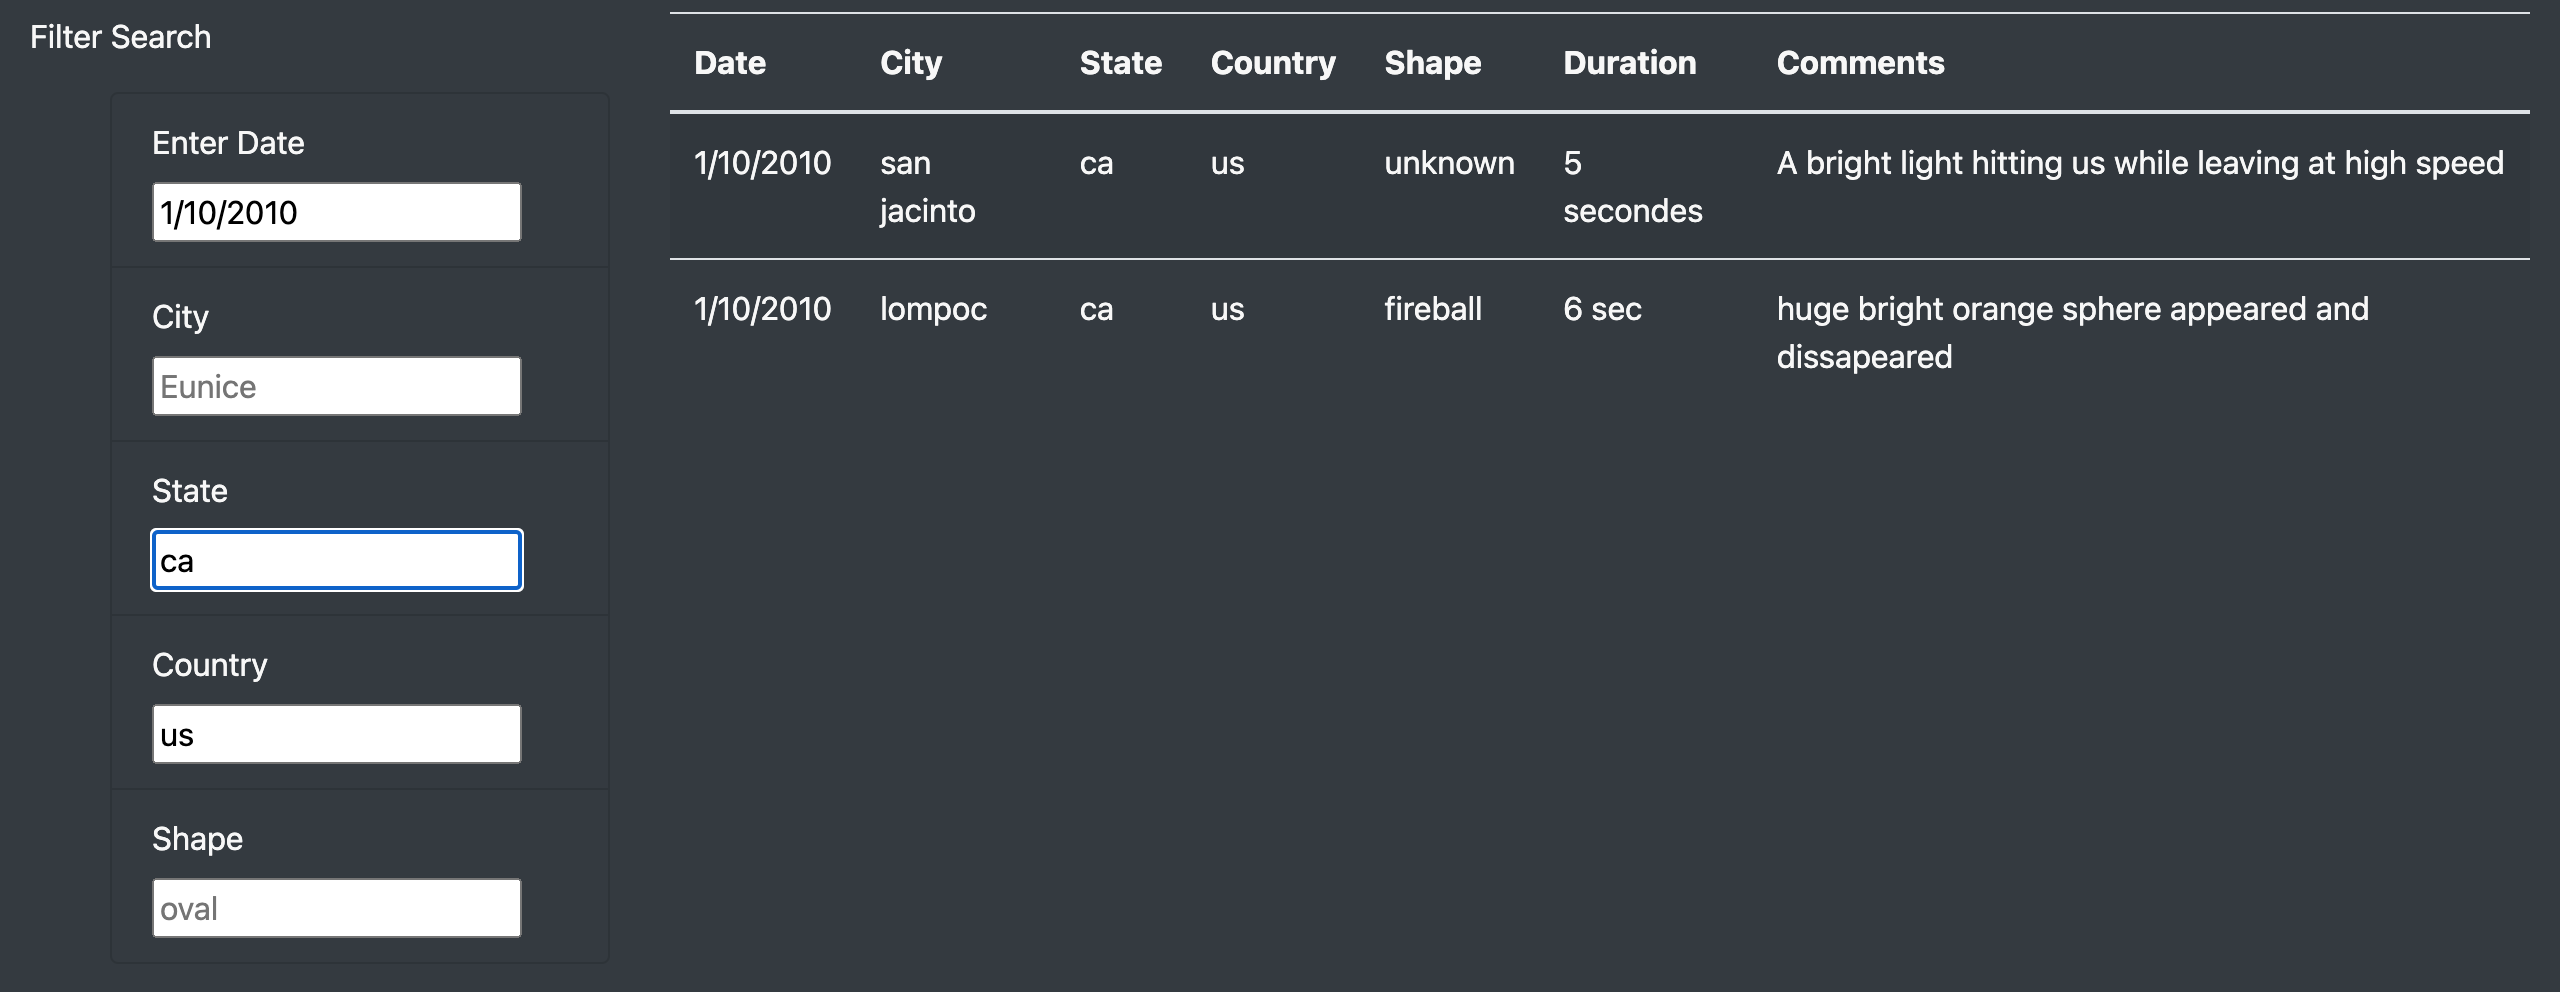 Filter Search
Enter Date
1/10/2010
City
Eunice
State
ca
Country
us
Shape
oval
Date City State Country Shape Duration Comments
1/10/2010 san ca us unknown 5 A bright light hitting us while leaving at high speed
jacinto secondes
1/10/2010 lompoc ca us fireball 6 sec huge bright orange sphere appeared and
dissapeared